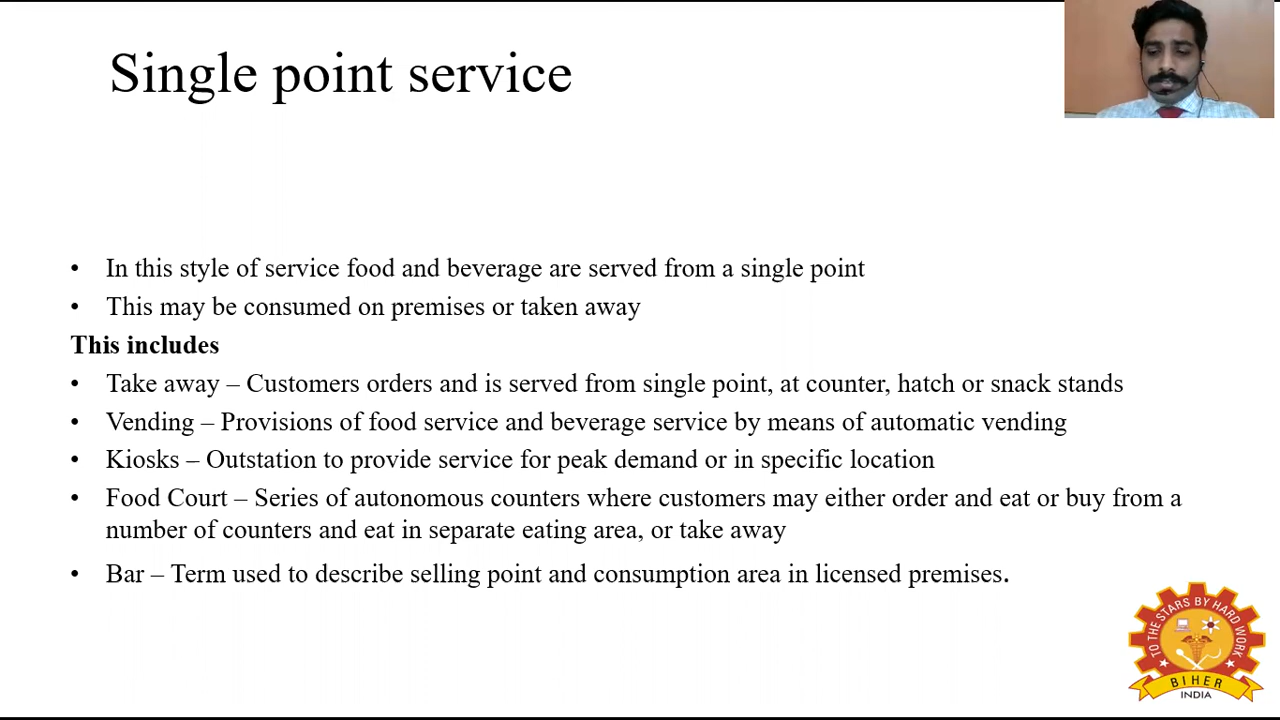 Single point service
• In this style of service food and beverage are served from a single point
• This may be consumed on premises or taken away
This includes
• Take away – Customers orders and is served from single point, at counter, hatch or snack stands
• Vending – Provisions of food service and beverage service by means of automatic vending
• Kiosks – Outstation to provide service for peak demand or in specific location
• Food Court – Series of autonomous counters where customers may either order and eat or buy from a
number of counters and eat in separate eating area, or take away
• Bar – Term used to describe selling point and consumption area in licensed premises.
TO THE STARS BY HARD WORK
BIHER
INDIA